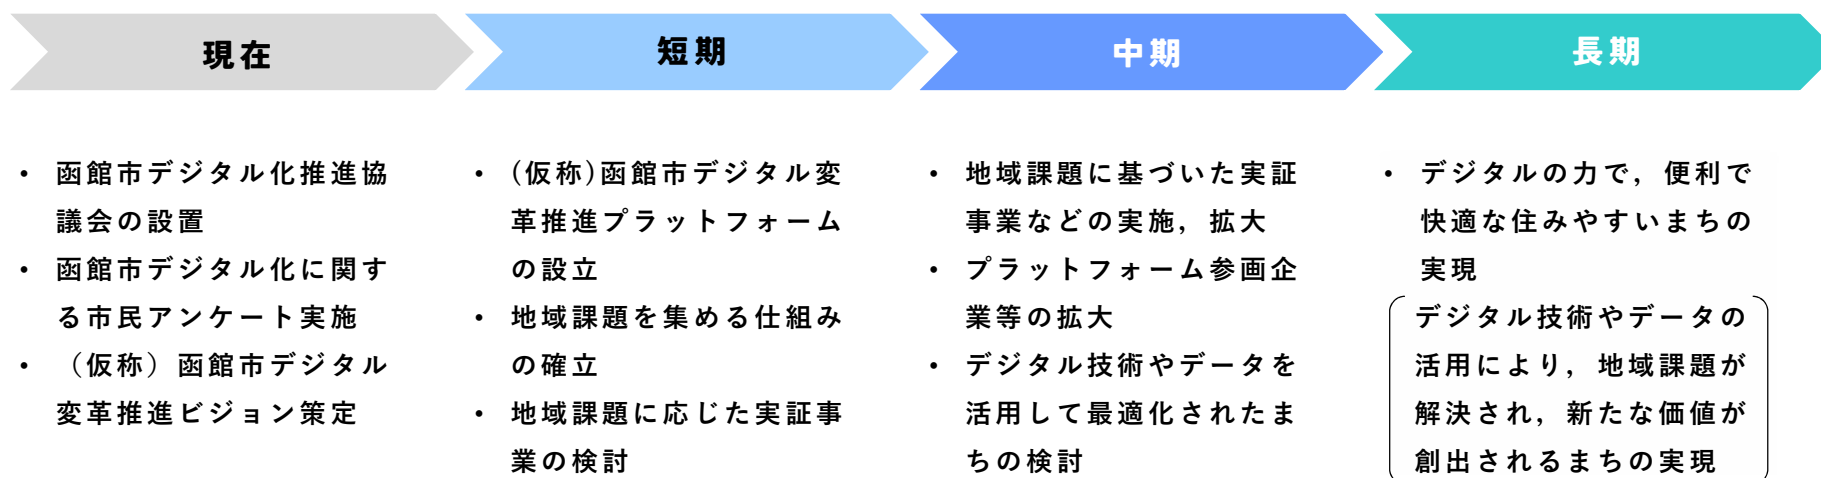 現在
短期
中期
長期
• 函館市デジタル化推進協
議会の設置
• 函館市デジタル化に関す
る市民アンケート実施
• （仮称）函館市デジタル
変革推進ビジョン策定
• (仮称)函館市デジタル変
革推進プラットフォーム
の設立
• 地域課題を集める仕組み
の確立
• 地域課題に応じた実証事
業の検討
• 地域課題に基づいた実証
事業などの実施，拡大
• プラットフォーム参画企
業等の拡大
• デジタル技術やデータを
活用して最適化されたま
ちの検討
• デジタルの力で，便利で
快適な住みやすいまちの
実現
デジタル技術やデータの
活用により，地域課題が
解決され，新たな価値が
創出されるまちの実現